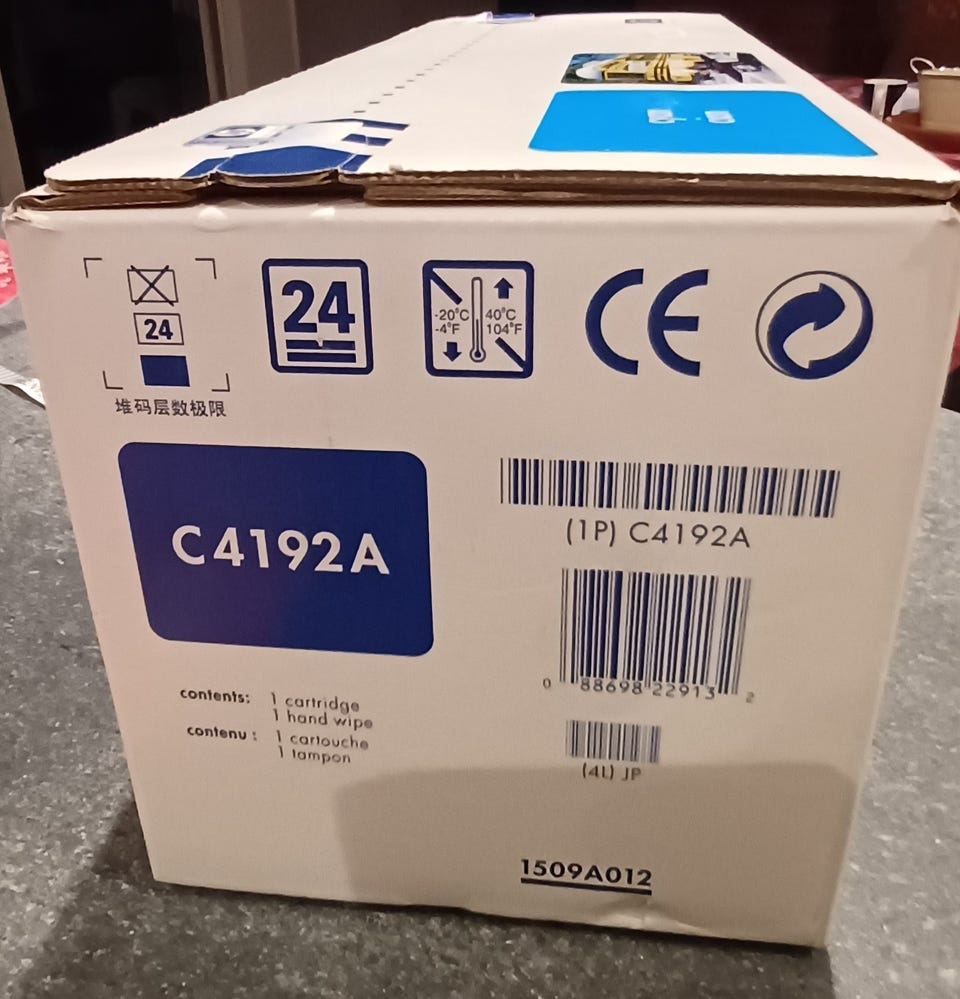 24
堆码层数极限
24
-20°C
-4°F
40°C
104°F
CE
C4192A
(1P) C4192A
0 88698 22913 2
contents: 1 cartridge
1 hand wipe
contenu : 1 cartouche
1 tampon
(4L) JP
1509A012